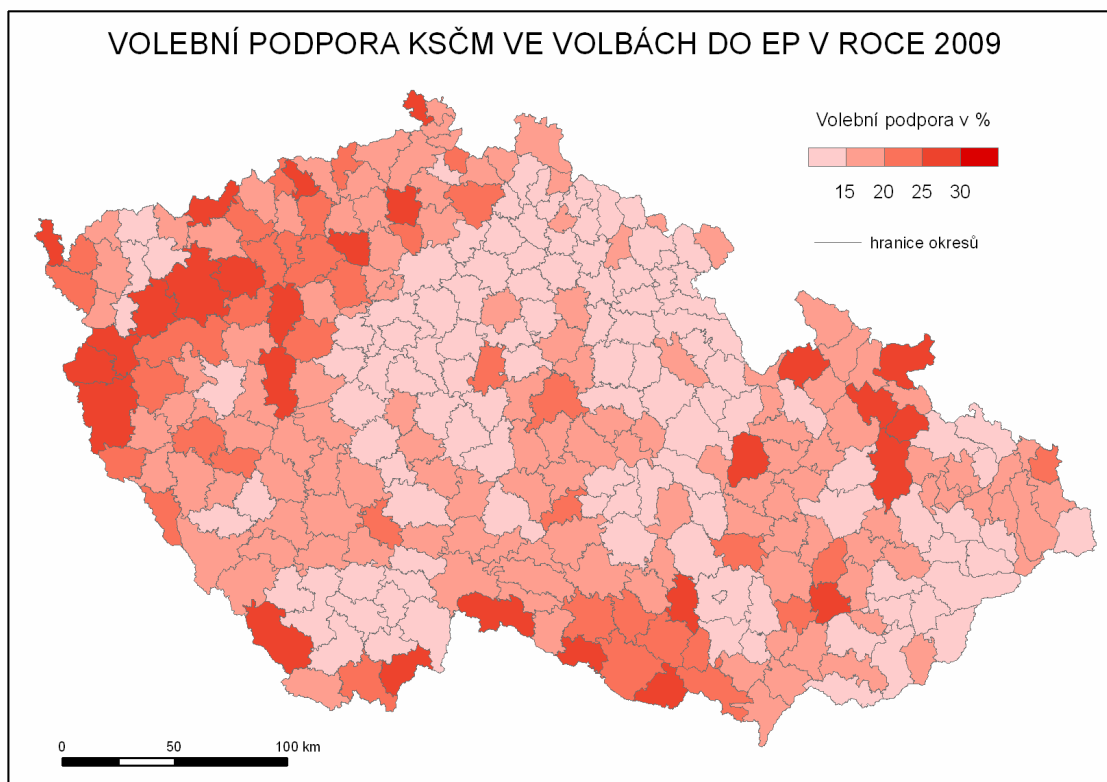 VOLEBNÍ PODPORA KSČM VE VOLBÁCH DO EP V ROCE 2009
Volební podpora v %
15 20 25 30
hranice okresů
0 50 100 km